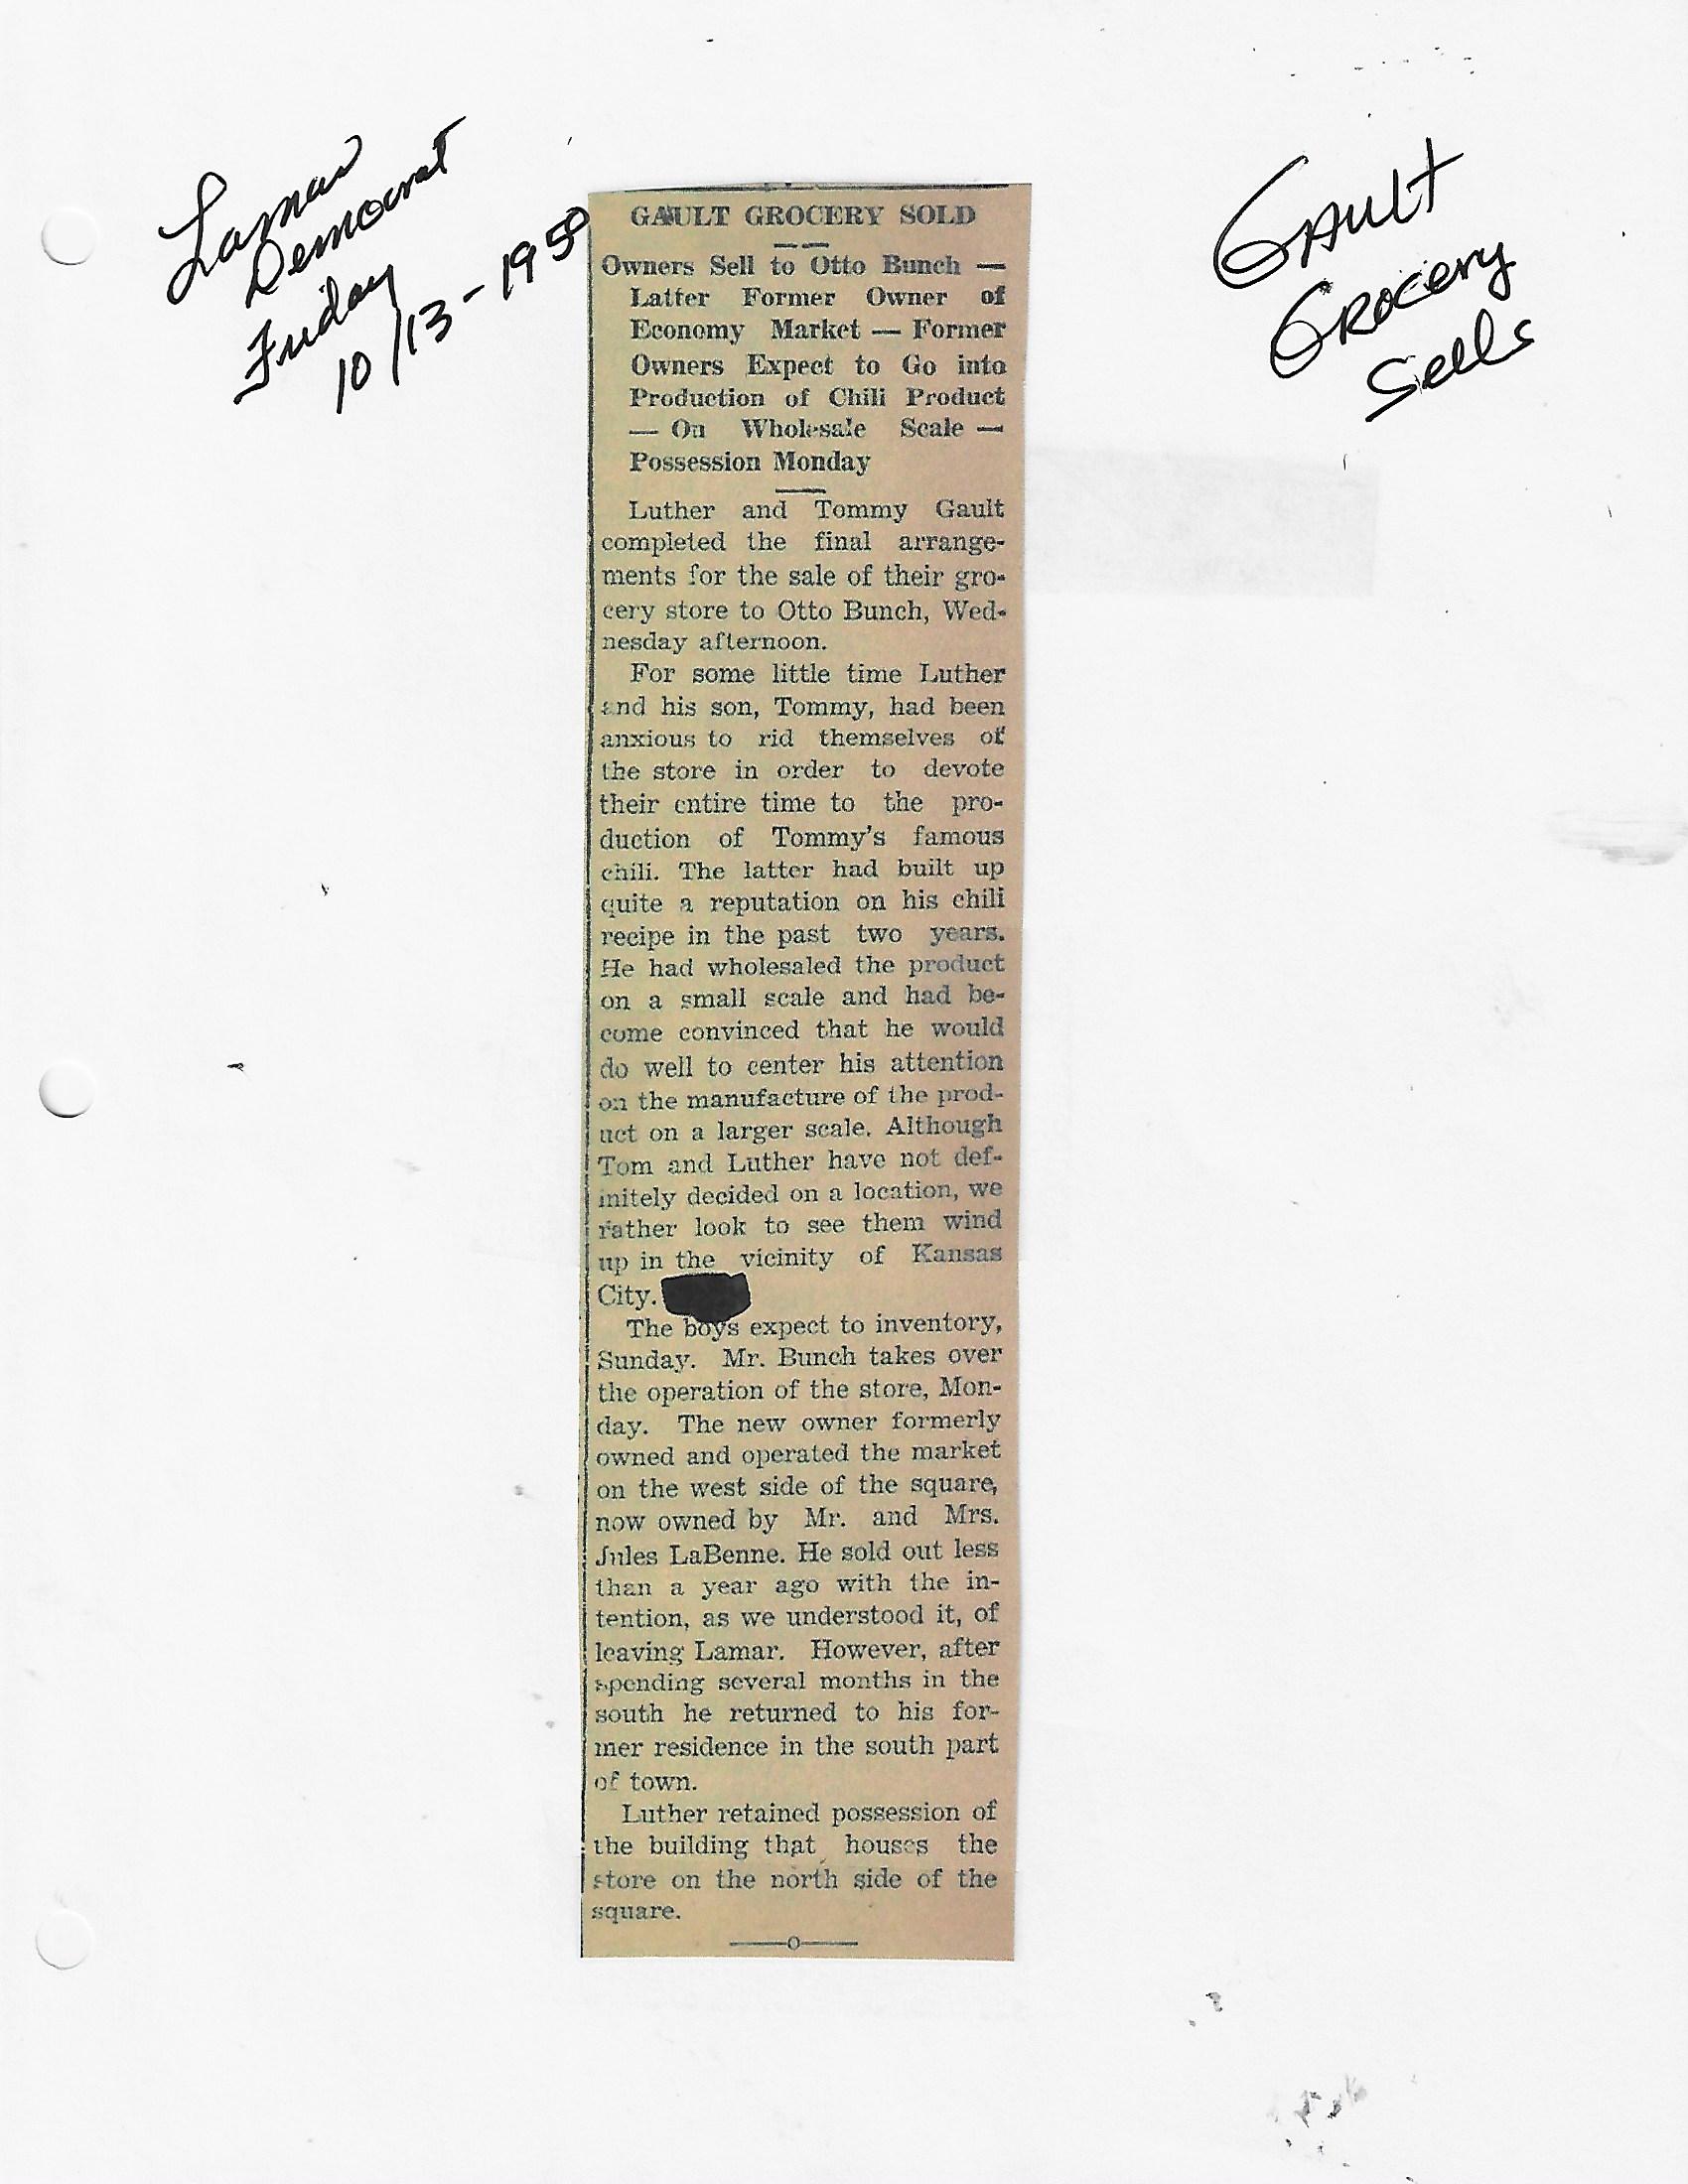 Lamar
Democrat
Friday
10/13-1950
GAULT
GROCERY
Sells
GAULT GROCERY SOLD
Owners Sell to Otto Bunch —
Latter Former Owner of
Economy Market — Former
Owners Expect to Go into
Production of Chili Product
— On Wholesale Scale —
Possession Monday
Luther and Tommy Gault
completed the final arrange-
ments for the sale of their gro-
cery store to Otto Bunch, Wed-
nesday afternoon.
For some little time Luther
and his son, Tommy, had been
anxious to rid themselves of
the store in order to devote
their entire time to the pro-
duction of Tommy's famous
chili. The latter had built up
quite a reputation on his chili
recipe in the past two years.
He had wholesaled the product
on a small scale and had be-
come convinced that he would
do well to center his attention
on the manufacture of the prod-
uct on a larger scale. Although
Tom and Luther have not def-
initely decided on a location, we
rather look to see them wind
up in the vicinity of Kansas
City.
The boys expect to inventory,
Sunday. Mr. Bunch takes over
the operation of the store, Mon-
day. The new owner formerly
owned and operated the market
on the west side of the square,
now owned by Mr. and Mrs.
Jules LaBenne. He sold out less
than a year ago with the in-
tention, as we understood it, of
leaving Lamar. However, after
spending several months in the
south he returned to his for-
mer residence in the south part
of town.
Luther retained possession of
the building that houses the
store on the north side of the
square.